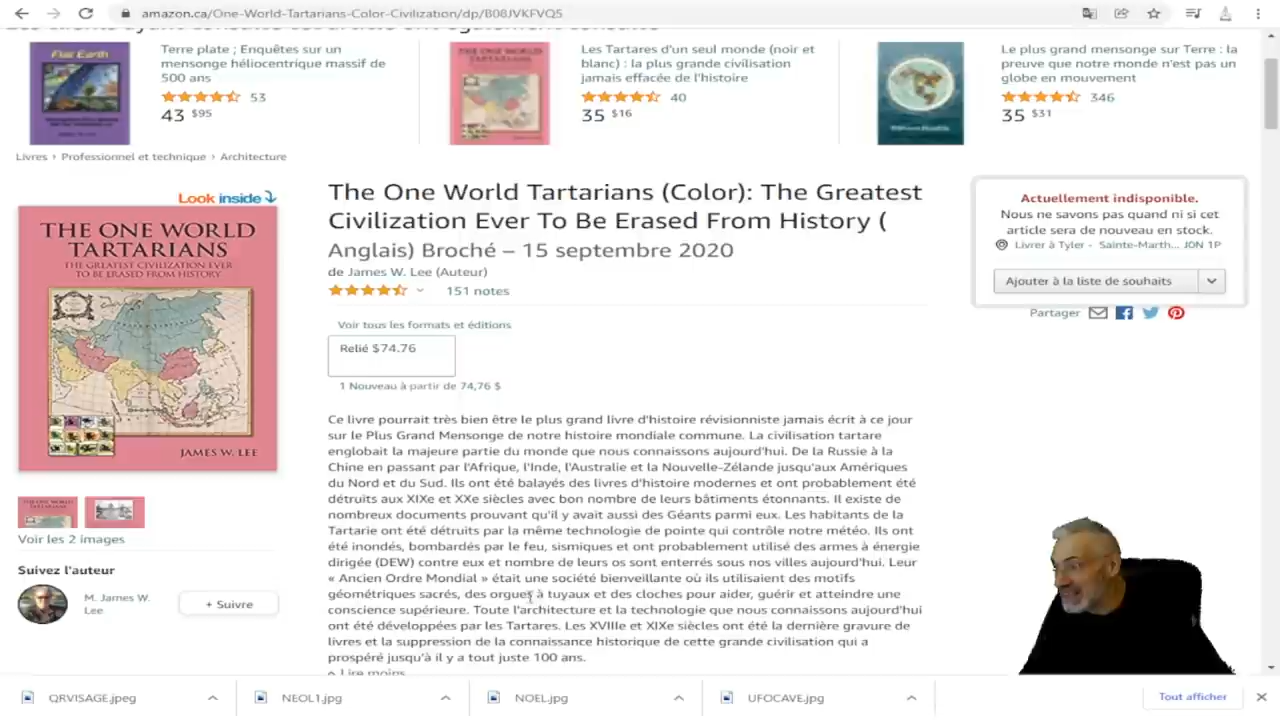 amazon.ca/One-World-Tartarians-Color-Civilization/dp/B08JVKFVQ5
Les clients ayant consulté cet article ont également consulté
Flat Earth
Terre plate ; Enquêtes sur un
mensonge héliocentrique massif de
500 ans
53
43 $95
Les Tartares d'un seul monde (noir et
blanc) : la plus grande civilisation
jamais effacée de l'histoire
40
35 $16
Le plus grand mensonge sur Terre : la
preuve que notre monde n'est pas un
globe en mouvement
346
35 $31
Livres › Professionnel et technique › Architecture
Look inside
THE ONE WORLD
TARTARIANS
THE GREATEST CIVILIZATION EVER
TO BE ERASED FROM HISTORY
JAMES W. LEE
Voir les 2 images
Suivez l'auteur
M. James W.
Lee
+ Suivre
The One World Tartarians (Color): The Greatest
Civilization Ever To Be Erased From History (
Anglais) Broché – 15 septembre 2020
de James W. Lee (Auteur)
151 notes
Voir tous les formats et éditions
Relié $74.76
1 Nouveau à partir de 74,76 $
Ce livre pourrait très bien être le plus grand livre d'histoire révisionniste jamais écrit à ce jour
sur le Plus Grand Mensonge de notre histoire mondiale commune. La civilisation tartare
englobait la majeure partie du monde que nous connaissons aujourd'hui. De la Russie à la
Chine en passant par l'Afrique, l'Inde, l'Australie et la Nouvelle-Zélande jusqu'aux Amériques
du Nord et du Sud. Ils ont été balayés des livres d'histoire modernes et ont probablement été
détruits aux XIXe et XXe siècles avec bon nombre de leurs bâtiments étonnants. Il existe de
nombreux documents prouvant qu'il y avait aussi des Géants parmi eux. Les habitants de la
Tartarie ont été détruits par la même technologie de pointe qui contrôle notre météo. Ils ont
été inondés, bombardés par le feu, sismiques et ont probablement utilisé des armes à énergie
dirigée (DEW) contre eux et nombre de leurs os sont enterrés sous nos villes aujourd'hui. Leur
« Ancien Ordre Mondial » était une société bienveillante où ils utilisaient des motifs
géométriques sacrés, des orgues à tuyaux et des cloches pour aider, guérir et atteindre une
conscience supérieure. Toute l'architecture et la technologie que nous connaissons aujourd'hui
ont été développées par les Tartares. Les XVIIIe et XIXe siècles ont été la dernière gravure de
livres et la suppression de la connaissance historique de cette grande civilisation qui a
prospéré jusqu'à il y a tout juste 100 ans.
Lire moins
Actuellement indisponible.
Nous ne savons pas quand ni si cet
article sera de nouveau en stock.
Livrer à Tyler - Sainte-Marth... J0N 1P
Ajouter à la liste de souhaits
Partager
QRVISAGE.jpeg
NEOL1.jpg
NOEL.jpg
UFOCAVE.jpg
Tout afficher